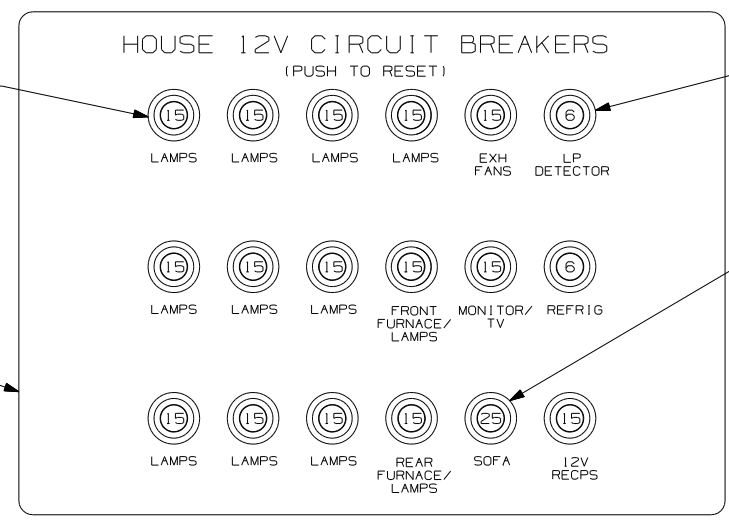 HOUSE 12V CIRCUIT BREAKERS
(PUSH TO RESET)
15 15 15 15 15 6
LAMPS LAMPS LAMPS LAMPS EXH FANS LP DETECTOR
15 15 15 15 15 6
LAMPS LAMPS LAMPS FRONT FURNACE/ LAMPS MONITOR/ TV REFRIG
15 15 15 15 25 15
LAMPS LAMPS LAMPS REAR FURNACE/ LAMPS SOFA 12V RECPS